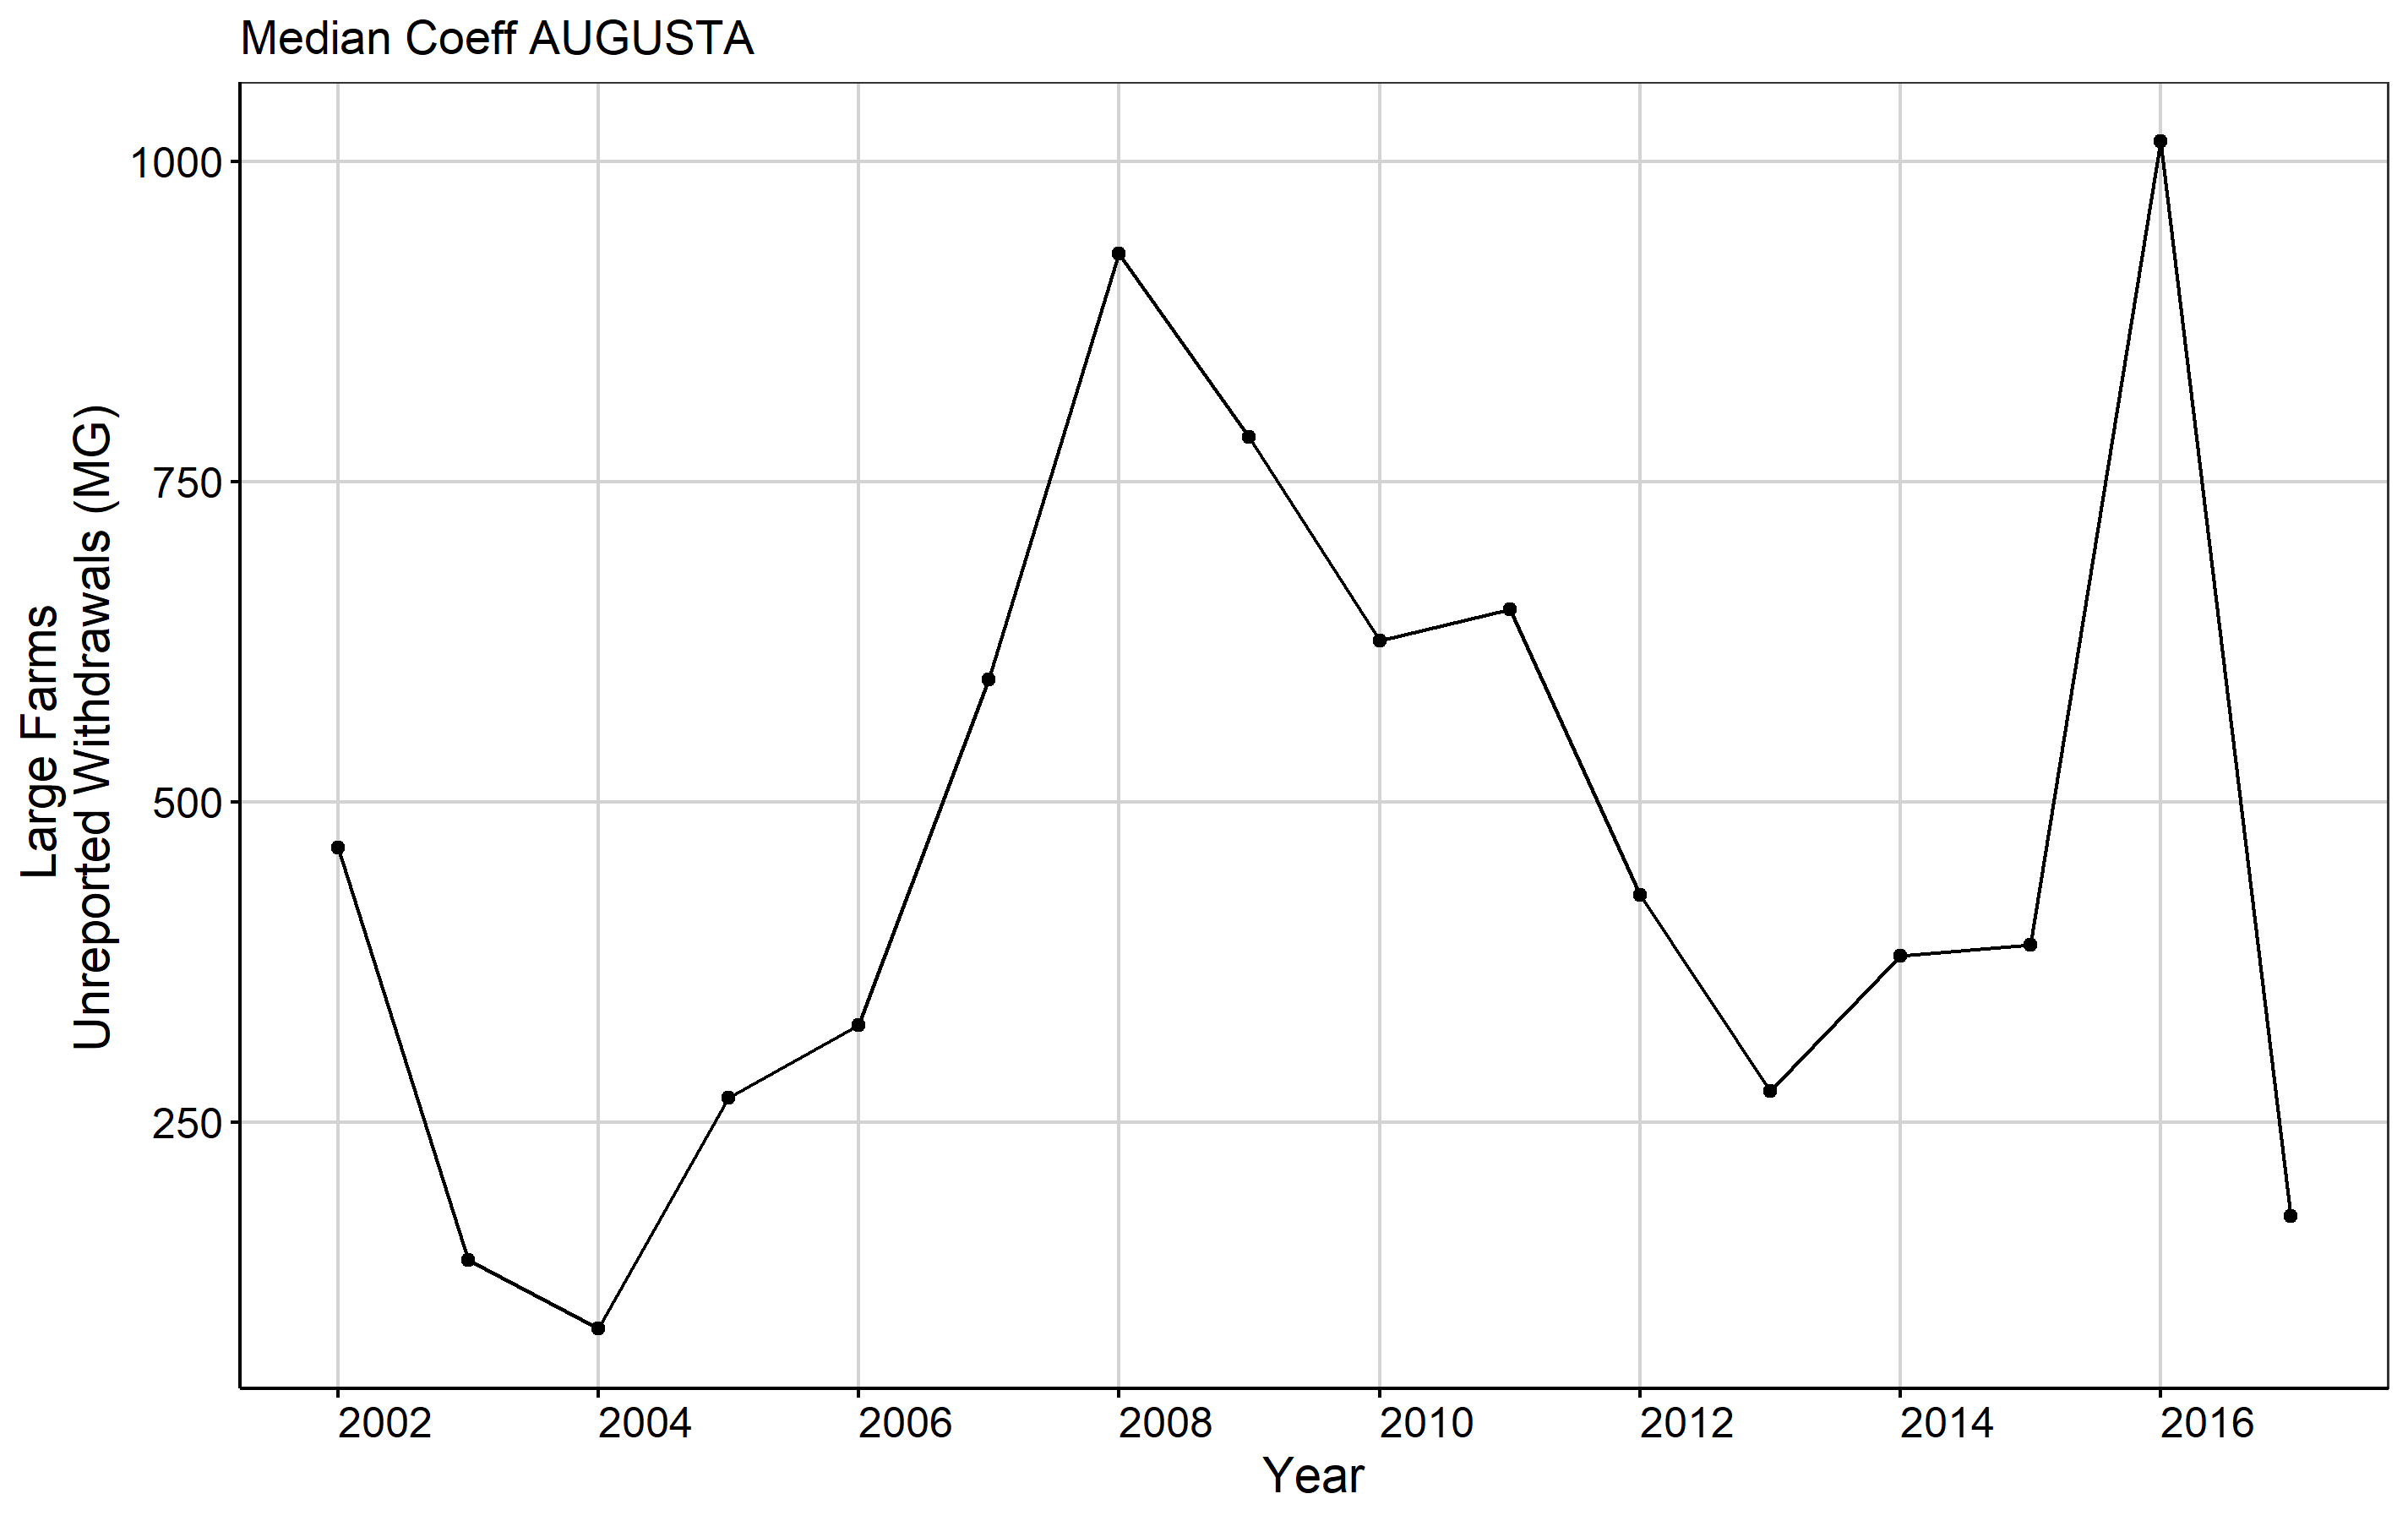 Median Coeff AUGUSTA
Large Farms
Unreported Withdrawals (MG)
1000
750
500
250
2002 2004 2006 2008 2010 2012 2014 2016
Year